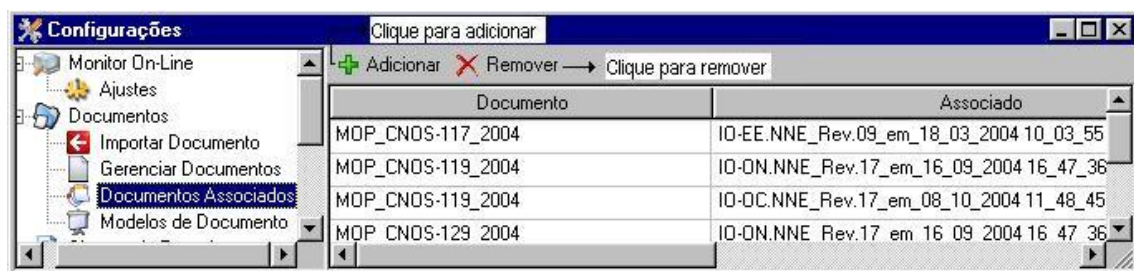 Configurações
Clique para adicionar
Monitor On-Line
Ajustes
Documentos
Importar Documento
Gerenciar Documentos
Documentos Associados
Modelos de Documento
Adicionar Remover Clique para remover
Documento Associado
MOP_CNOS-117_2004 IO-EE.NNE_Rev.09_em_18_03_2004 10_03_55
MOP_CNOS-119_2004 IO-ON.NNE_Rev.17_em_16_09_2004 16_47_36
MOP_CNOS-119_2004 IO-OC.NNE_Rev.17_em_08_10_2004 11_48_45
MOP_CNOS-129_2004 IO-ON.NNE_Rev.17_em_16_09_2004 16_47_36